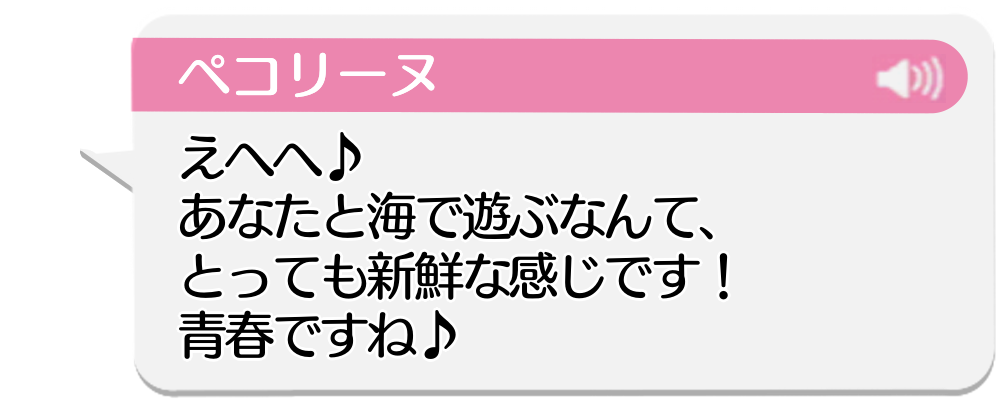 ペコリーヌ
えへへ♪
あなたと海で遊ぶなんて、
とっても新鮮な感じです！
青春ですね♪